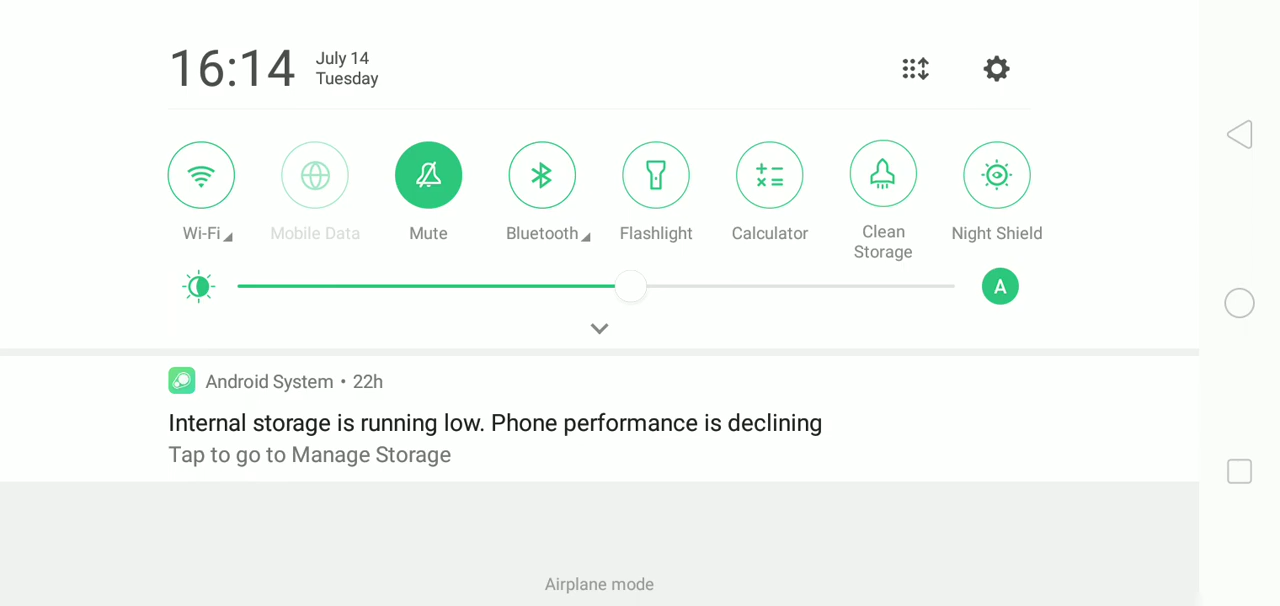 16:14
July 14
Tuesday
Wi-Fi
Mobile Data
Mute
Bluetooth
Flashlight
Calculator
Clean
Storage
Night Shield
A
Android System • 22h
Internal storage is running low. Phone performance is declining
Tap to go to Manage Storage
Airplane mode